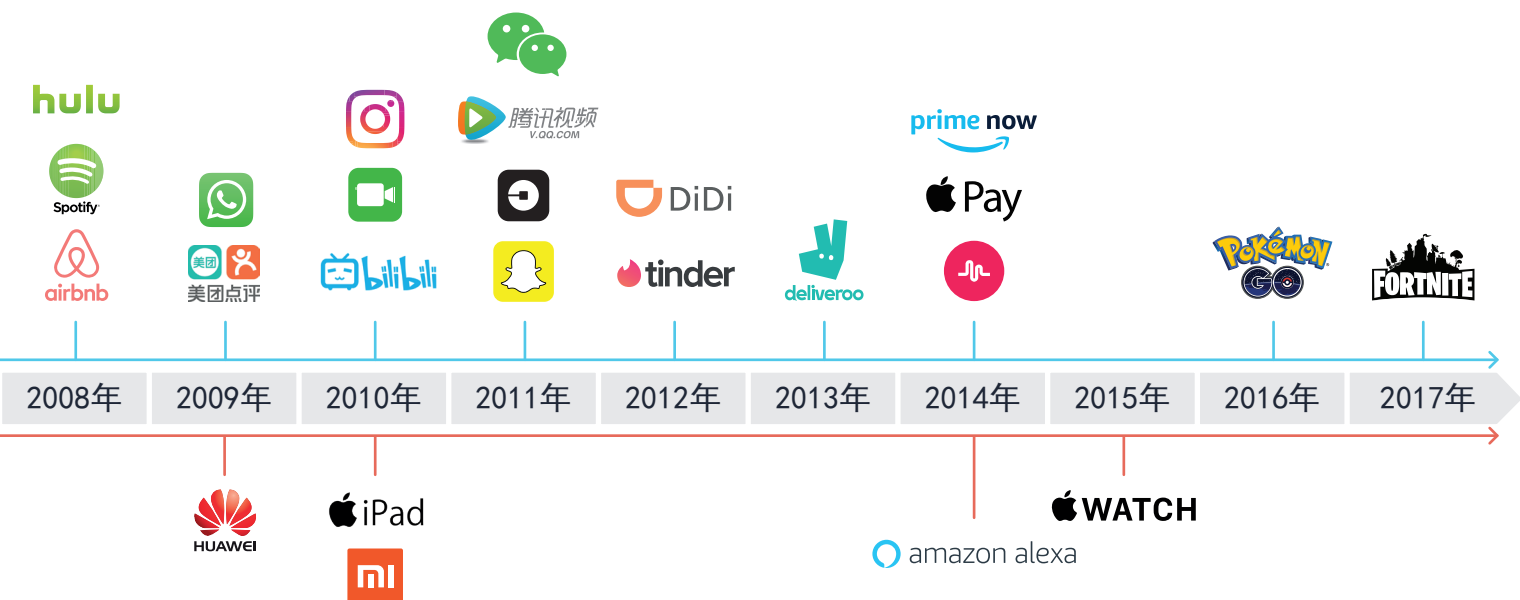 hulu
Spotify
airbnb
美团
美团点评
bilibili
腾讯视频
V.QQ.COM
DiDi
tinder
deliveroo
prime now
Pay
POKéMON
GO
FORTNITE
2008年
2009年
2010年
2011年
2012年
2013年
2014年
2015年
2016年
2017年
HUAWEI
iPad
mi
amazon alexa
WATCH